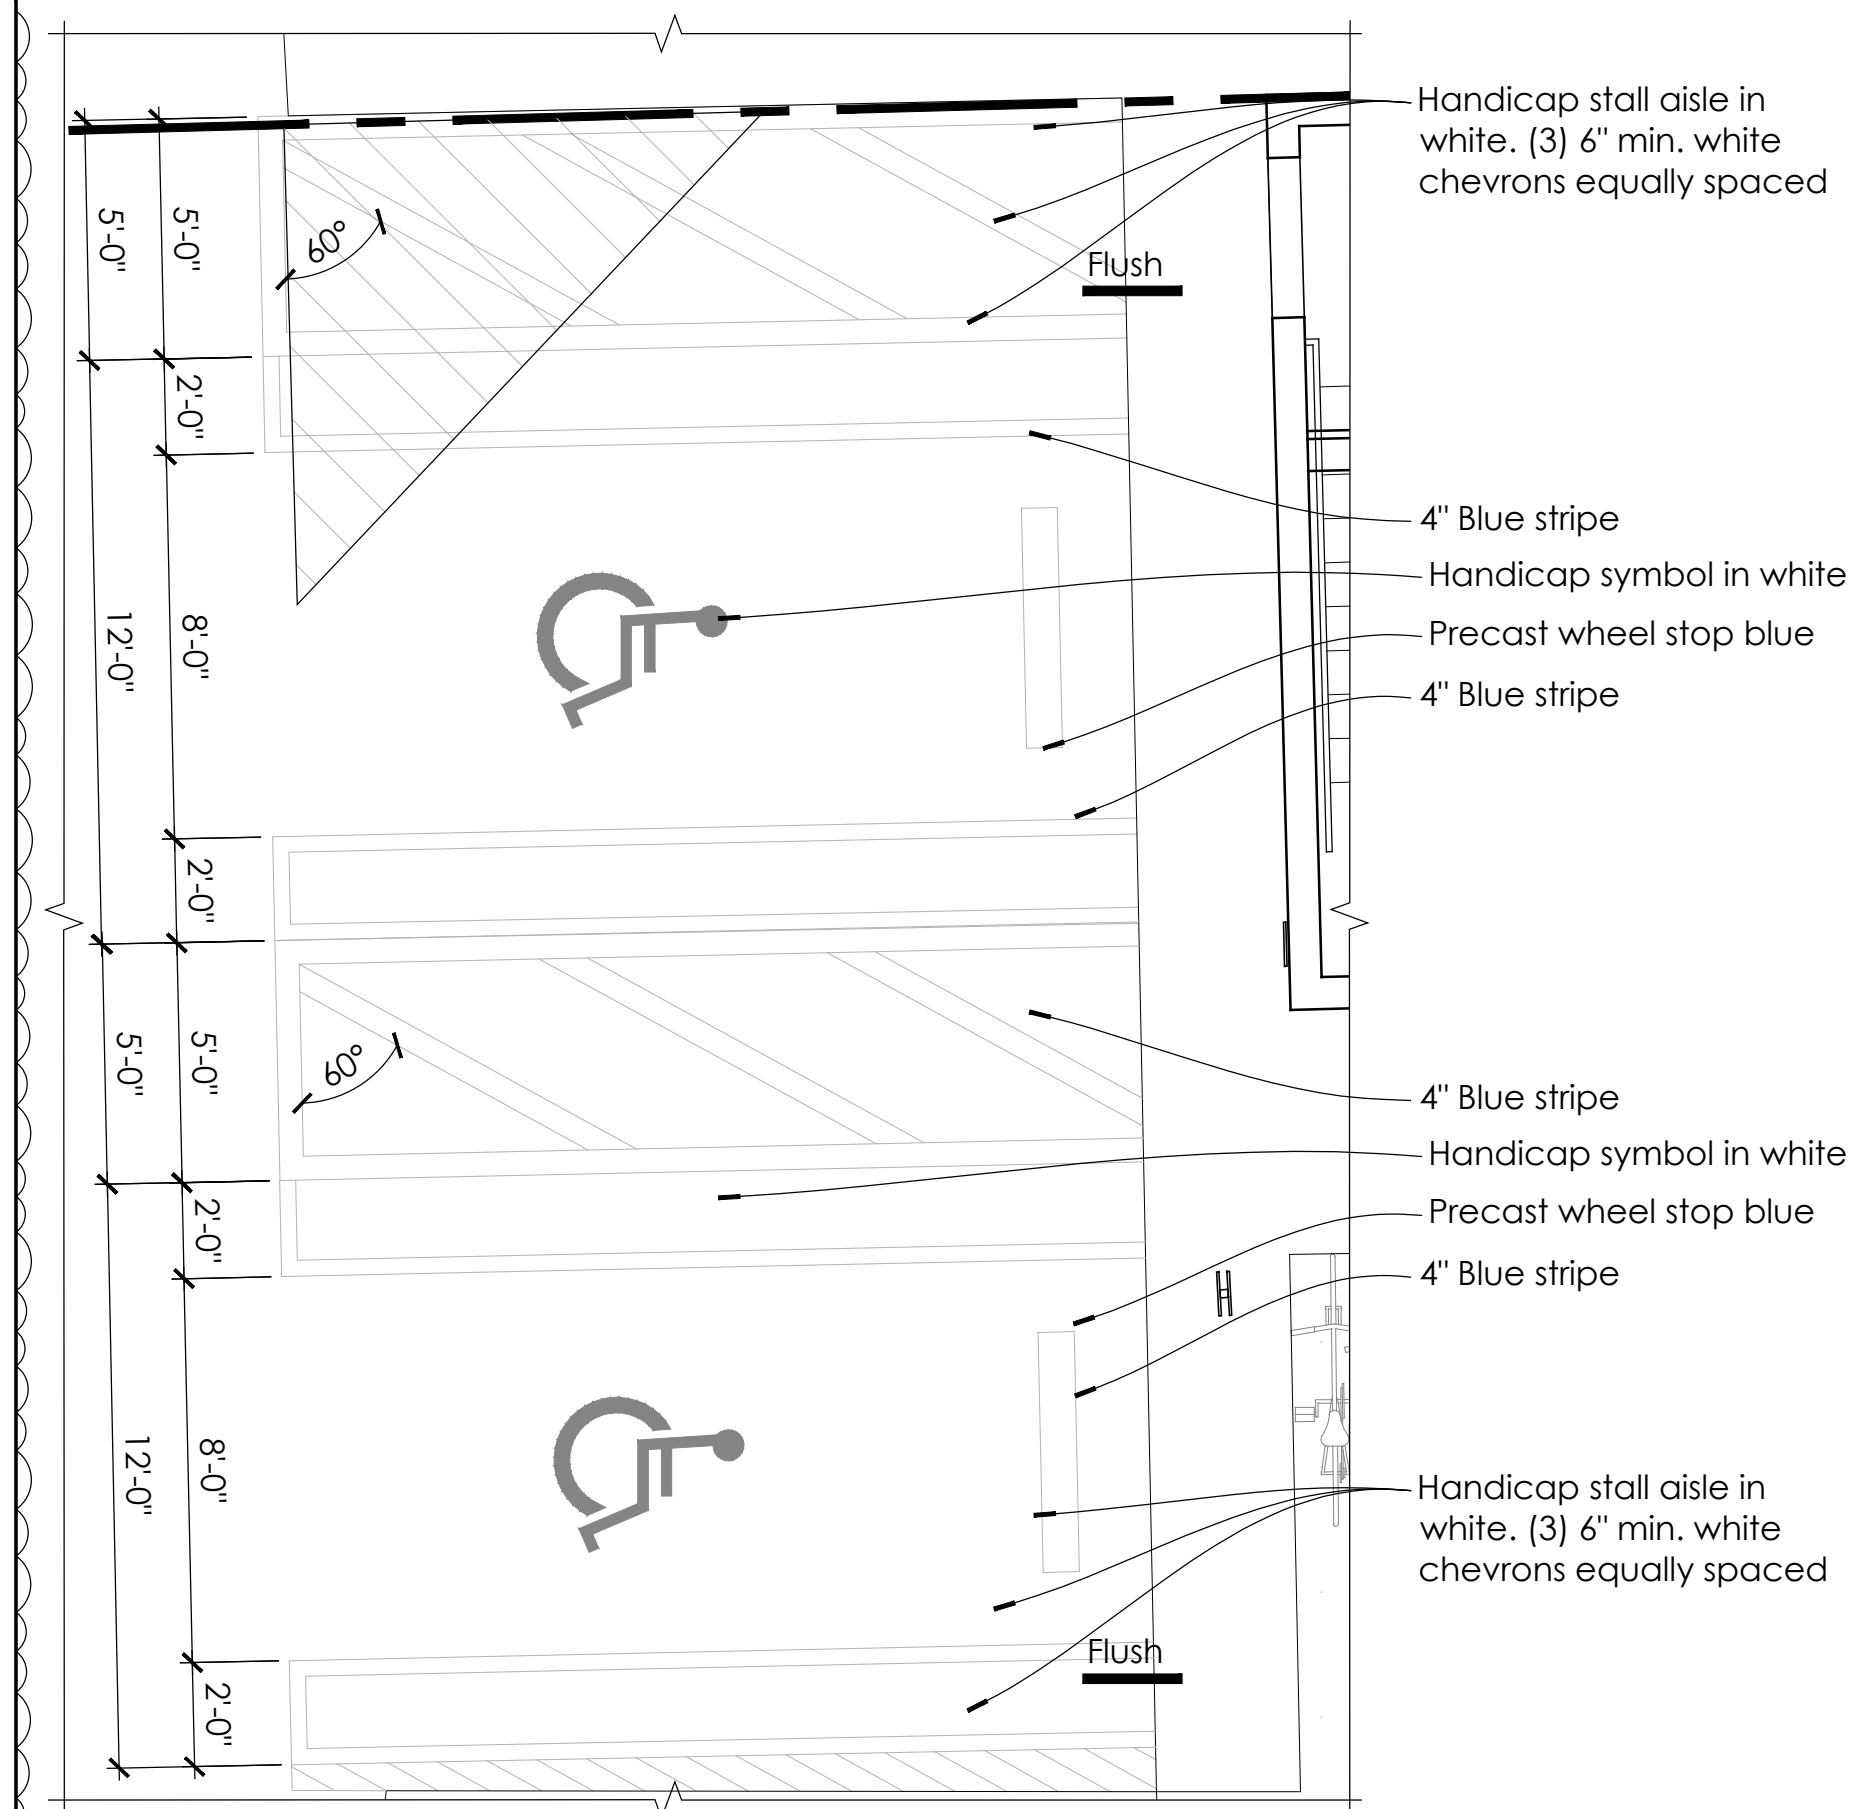 Handicap stall aisle in
white. (3) 6" min. white
chevrons equally spaced
5'-0"
5'-0"
60°
Flush
2'-0"
4" Blue stripe
Handicap symbol in white
12'-0"
8'-0"
Precast wheel stop blue
4" Blue stripe
2'-0"
5'-0"
5'-0"
60°
4" Blue stripe
Handicap symbol in white
2'-0"
Precast wheel stop blue
4" Blue stripe
12'-0"
8'-0"
Handicap stall aisle in
white. (3) 6" min. white
chevrons equally spaced
Flush
2'-0"